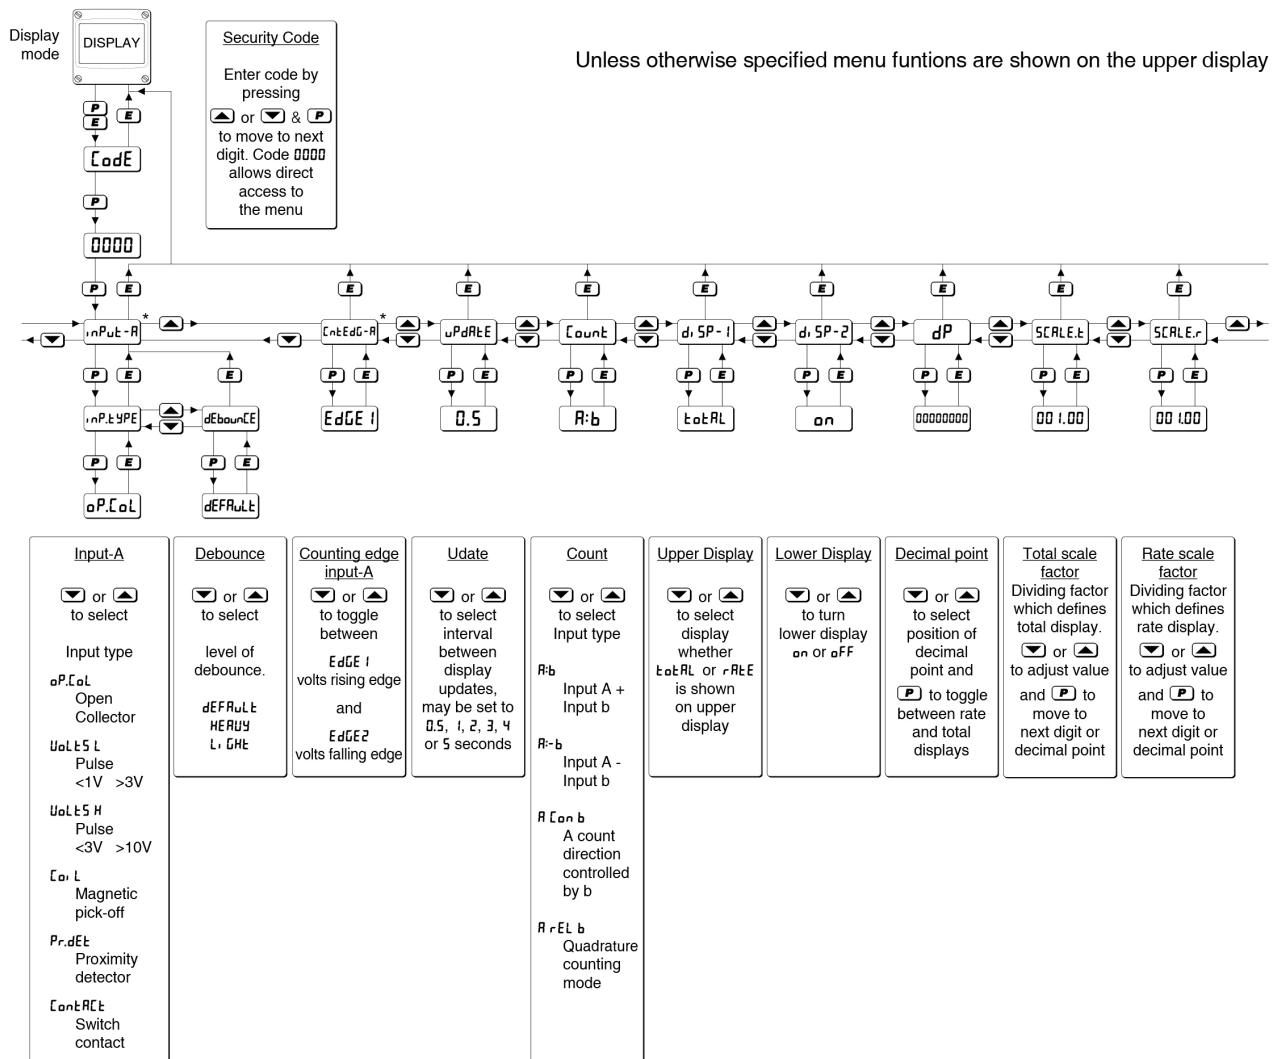 Display
mode
DISPLAY
Security Code
Enter code by
pressing
or & P
to move to next
digit. Code 0000
allows direct
access to
the menu
Unless otherwise specified menu funtions are shown on the upper display
P
E
E
CodE
P
0000
P E E E E E E E E E
inPut-A * CntEdG-A * uPdAtE Count diSP-1 diSP-2 dP SCALE.t SCALE.r
P E E P E P E P E P E P E P E P E P E
inP.tYPE dEbounCE EdGE 1 0.5 A:b totAL on 00000000 001.00 001.00
P E P E
oP.CoL dEFAuLt
Input-A
or
to select
Input type
oP.CoL
Open
Collector
VoLtS L
Pulse
<1V >3V
VoLtS H
Pulse
<3V >10V
Coi L
Magnetic
pick-off
Pr.dEt
Proximity
detector
ContACt
Switch
contact
Debounce
or
to select
level of
debounce.
dEFAuLt
HEAVY
LiGHt
Counting edge
input-A
or
to toggle
between
EdGE 1
volts rising edge
and
EdGE2
volts falling edge
Udate
or
to select
interval
between
display
updates,
may be set to
0.5, 1, 2, 3, 4
or 5 seconds
Count
or
to select
Input type
A:b
Input A +
Input b
A:-b
Input A -
Input b
A Con b
A count
direction
controlled
by b
A rEL b
Quadrature
counting
mode
Upper Display
or
to select
display
whether
totAL or rAtE
is shown
on upper
display
Lower Display
or
to turn
lower display
on or oFF
Decimal point
or
to select
position of
decimal
point and
P to toggle
between rate
and total
displays
Total scale
factor
Dividing factor
which defines
total display.
or
to adjust value
and P to
move to
next digit or
decimal point
Rate scale
factor
Dividing factor
which defines
rate display.
or
to adjust value
and P to
move to
next digit or
decimal point